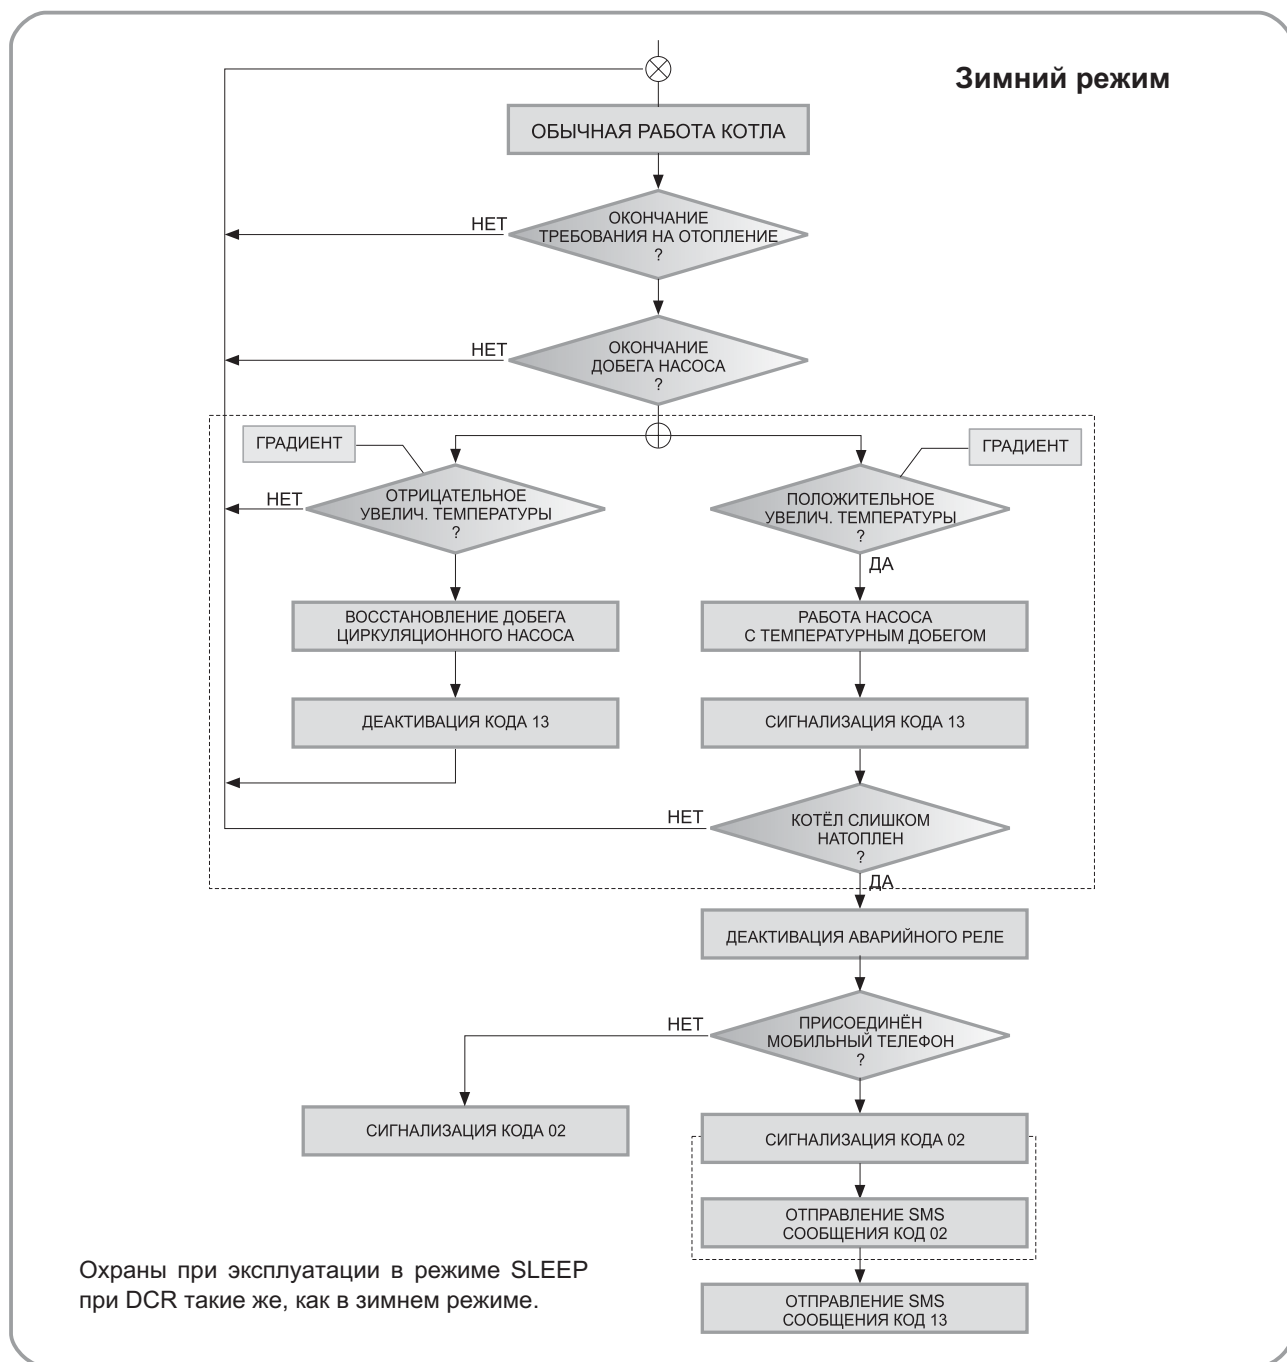 Зимний режим
ОБЫЧНАЯ РАБОТА КОТЛА
НЕТ
ОКОНЧАНИЕ
ТРЕБОВАНИЯ НА ОТОПЛЕНИЕ
?
НЕТ
ОКОНЧАНИЕ
ДОБЕГА НАСОСА
?
ГРАДИЕНТ
ГРАДИЕНТ
НЕТ
ОТРИЦАТЕЛЬНОЕ
УВЕЛИЧ. ТЕМПЕРАТУРЫ
?
ПОЛОЖИТЕЛЬНОЕ
УВЕЛИЧ. ТЕМПЕРАТУРЫ
?
ДА
ВОССТАНОВЛЕНИЕ ДОБЕГА
ЦИРКУЛЯЦИОННОГО НАСОСА
РАБОТА НАСОСА
С ТЕМПЕРАТУРНЫМ ДОБЕГОМ
ДЕАКТИВАЦИЯ КОДА 13
СИГНАЛИЗАЦИЯ КОДА 13
НЕТ
КОТЁЛ СЛИШКОМ
НАТОПЛЕН
?
ДА
ДЕАКТИВАЦИЯ АВАРИЙНОГО РЕЛЕ
НЕТ
ПРИСОЕДИНЁН
МОБИЛЬНЫЙ ТЕЛЕФОН
?
СИГНАЛИЗАЦИЯ КОДА 02
СИГНАЛИЗАЦИЯ КОДА 02
ОТПРАВЛЕНИЕ SMS
СООБЩЕНИЯ КОД 02
ОТПРАВЛЕНИЕ SMS
СООБЩЕНИЯ КОД 13
Охраны при эксплуатации в режиме SLEEP
при DCR такие же, как в зимнем режиме.